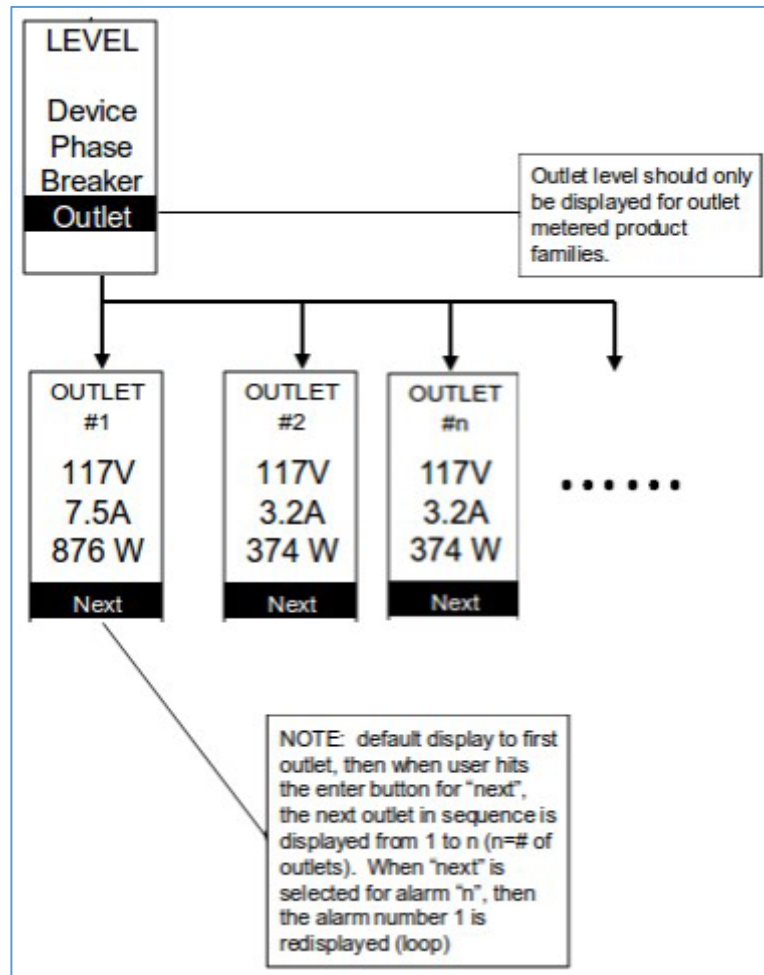 LEVEL
Device
Phase
Breaker
Outlet
Outlet level should only
be displayed for outlet
metered product
families.
OUTLET
#1
117V
7.5A
876 W
Next
OUTLET
#2
117V
3.2A
374 W
Next
OUTLET
#n
117V
3.2A
374 W
Next
......
NOTE:  default display to first
outlet, then when user hits
the enter button for “next”,
the next outlet in sequence is
displayed from 1 to n (n=# of
outlets).  When “next” is
selected for alarm “n”, then
the alarm number 1 is
redisplayed (loop)